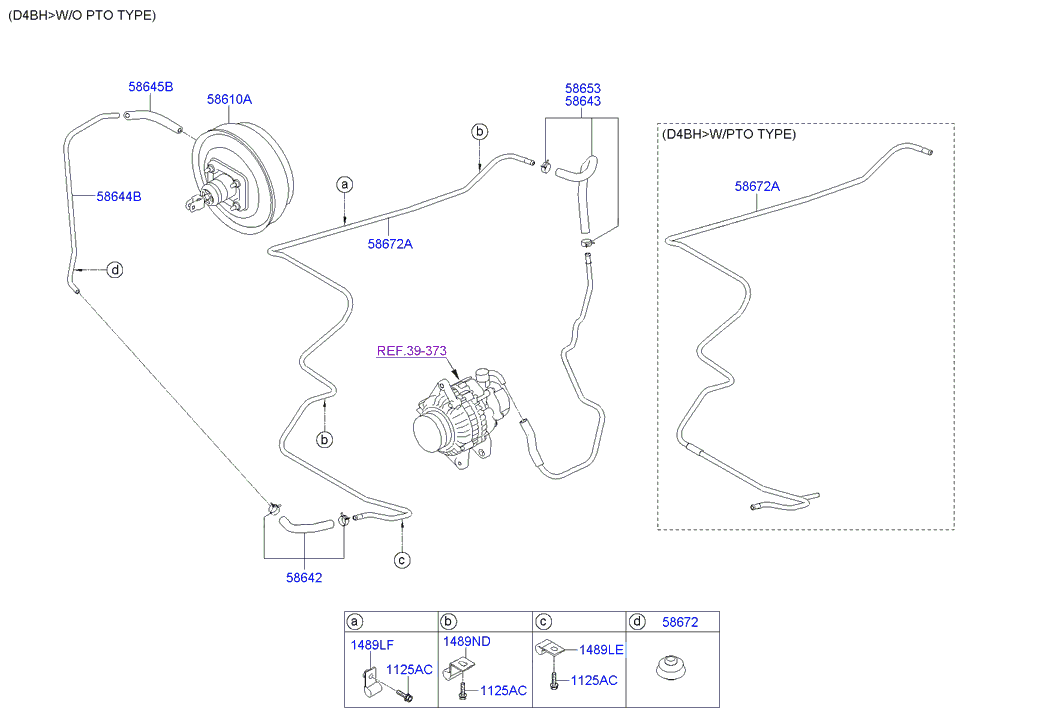 (D4BH>W/O PTO TYPE)
58645B
58610A
58653
58643
b
(D4BH>W/PTO TYPE)
a
58672A
58644B
58672A
d
REF.39-373
b
c
58642
a
b
c
d 58672
1489LF
1125AC
1489ND
1125AC
1489LE
1125AC